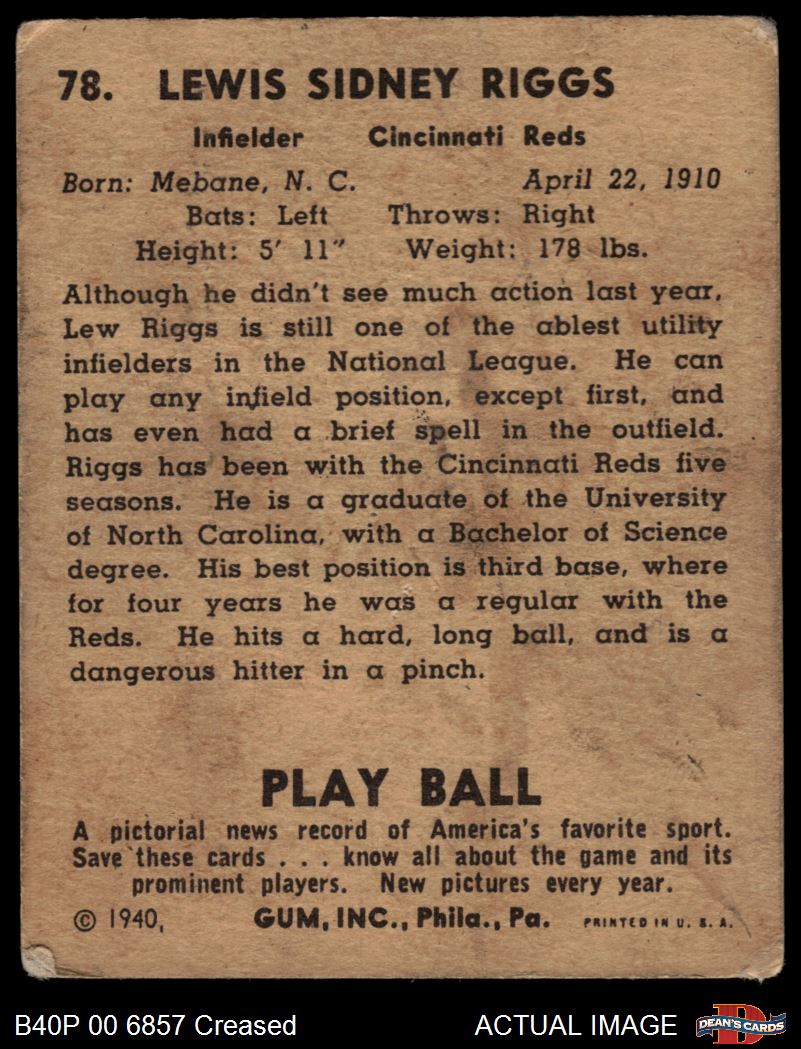 78. LEWIS SIDNEY RIGGS
Infielder Cincinnati Reds
Born: Mebane, N. C. April 22, 1910
Bats: Left Throws: Right
Height: 5' 11" Weight: 178 lbs.
Although he didn't see much action last year,
Lew Riggs is still one of the ablest utility
infielders in the National League. He can
play any infield position, except first, and
has even had a brief spell in the outfield.
Riggs has been with the Cincinnati Reds five
seasons. He is a graduate of the University
of North Carolina, with a Bachelor of Science
degree. His best position is third base, where
for four years he was a regular with the
Reds. He hits a hard, long ball, and is a
dangerous hitter in a pinch.
PLAY BALL
A pictorial news record of America's favorite sport.
Save these cards . . . know all about the game and its
prominent players. New pictures every year.
© 1940, GUM, INC., Phila., Pa. PRINTED IN U. S. A.
B40P 00 6857 Creased ACTUAL IMAGE D DEAN'S CARDS